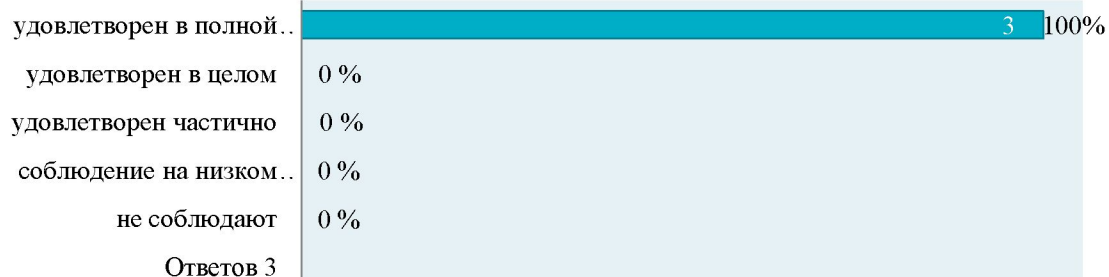 удовлетворен в полной.. 3 100%
удовлетворен в целом 0 %
удовлетворен частично 0 %
соблюдение на низком.. 0 %
не соблюдают 0 %
Ответов 3